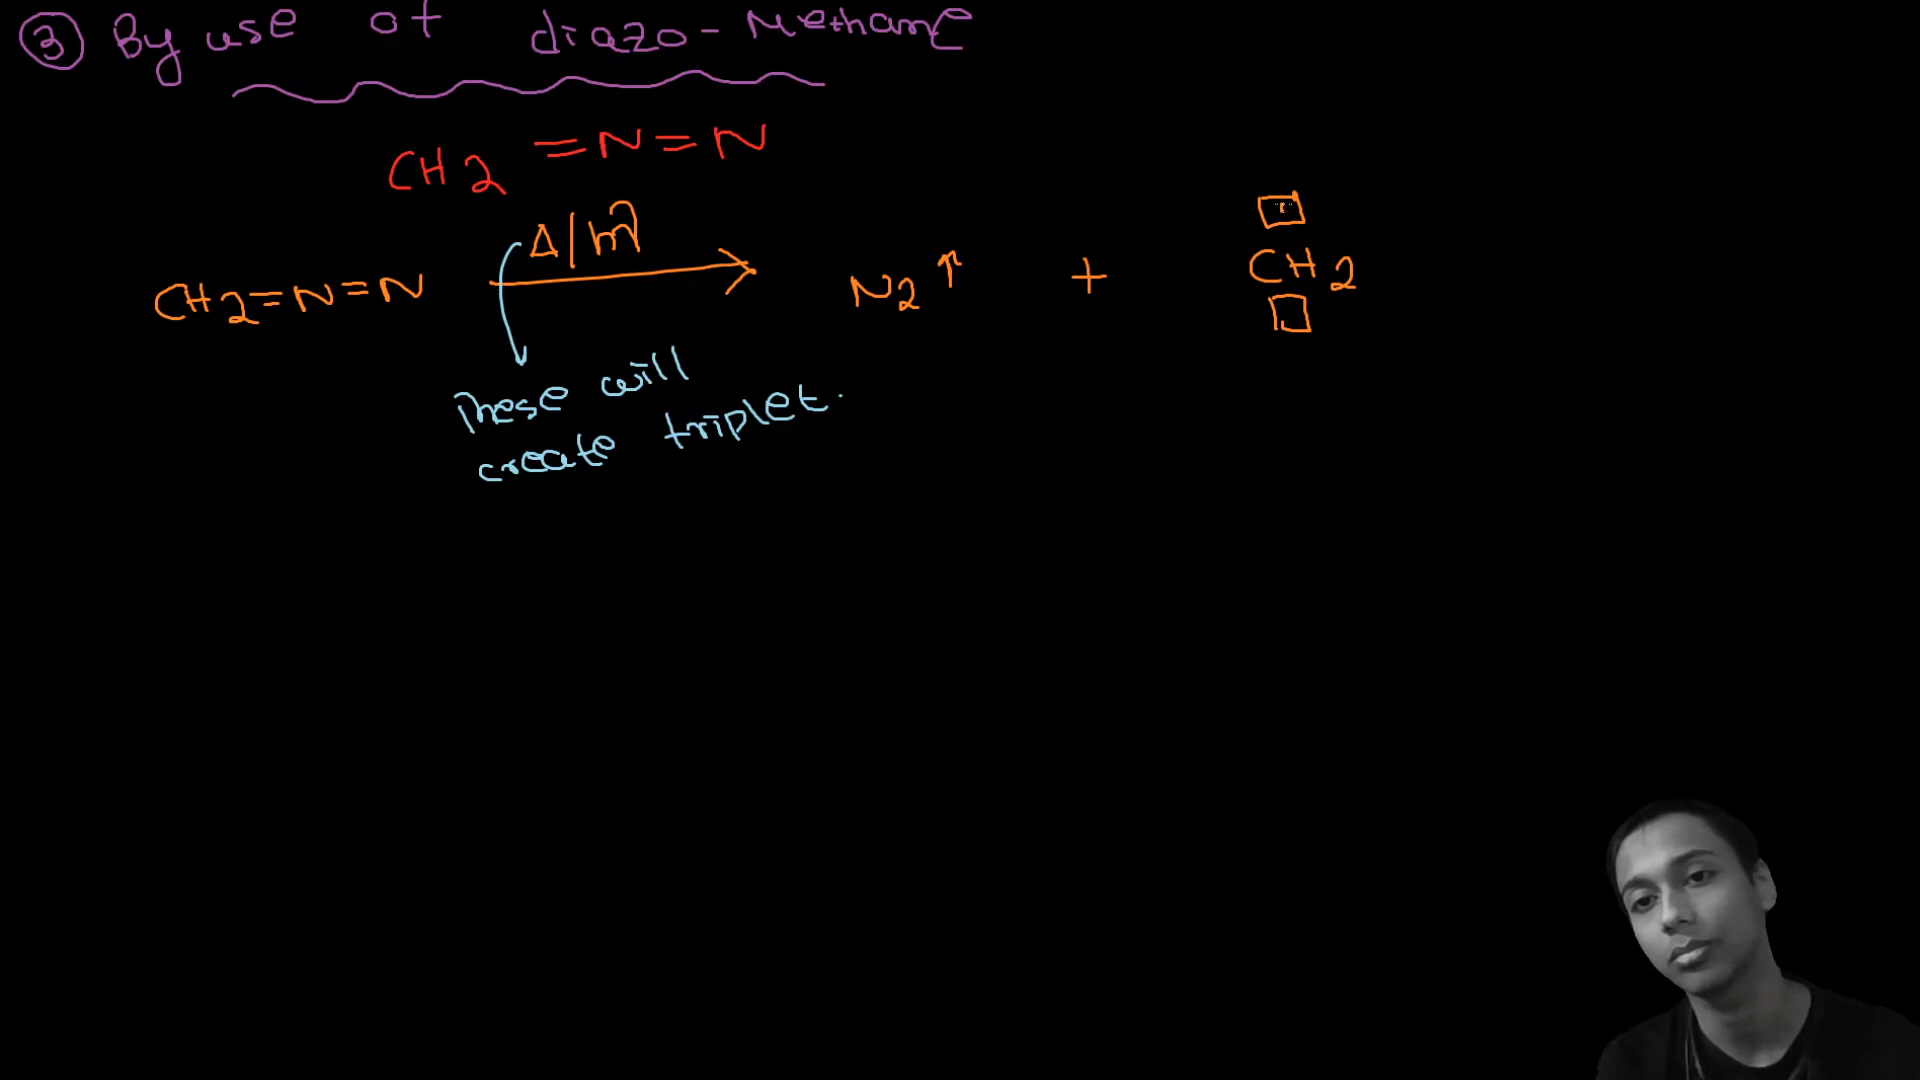 ③ By use of diazo-Methane
CH2 =N=N
CH2=N=N Δ/hν N2↑ + CH2
These will
create triplet.